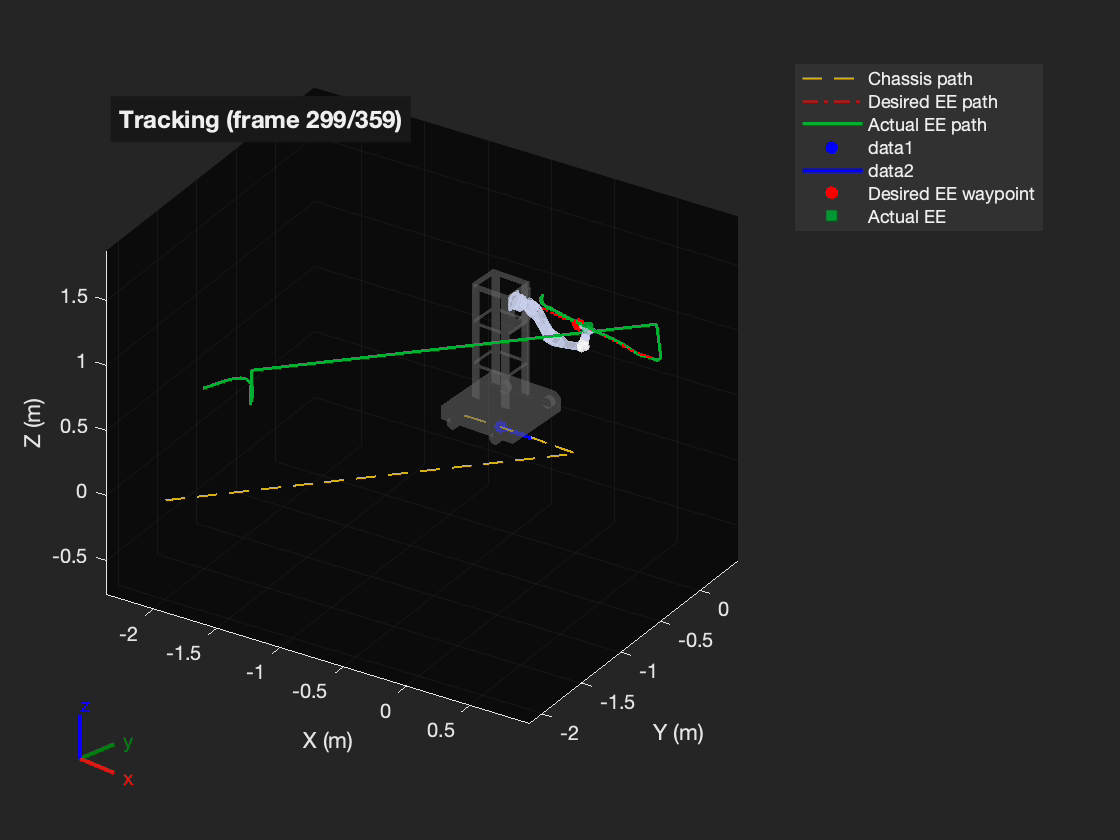 Tracking (frame 299/359)
Chassis path
Desired EE path
Actual EE path
data1
data2
Desired EE waypoint
Actual EE
1.5
1
0.5
0
-0.5
Z (m)
-2
-1.5
-1
-0.5
0
0.5
X (m)
0
-0.5
-1
-1.5
-2
Y (m)
z
y
x